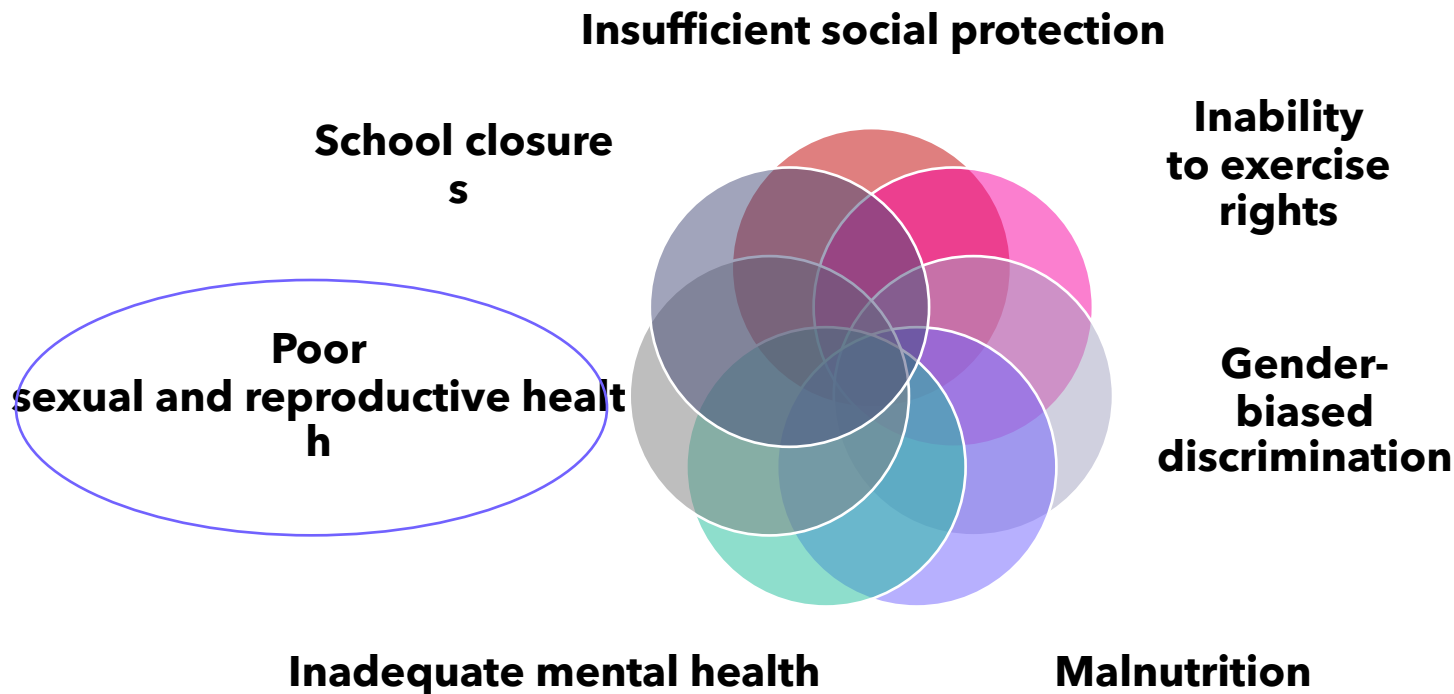 Insufficient social protection
School closure
s
Inability
to exercise
rights
Poor
sexual and reproductive healt
h
Gender-
biased
discrimination
Inadequate mental health
Malnutrition